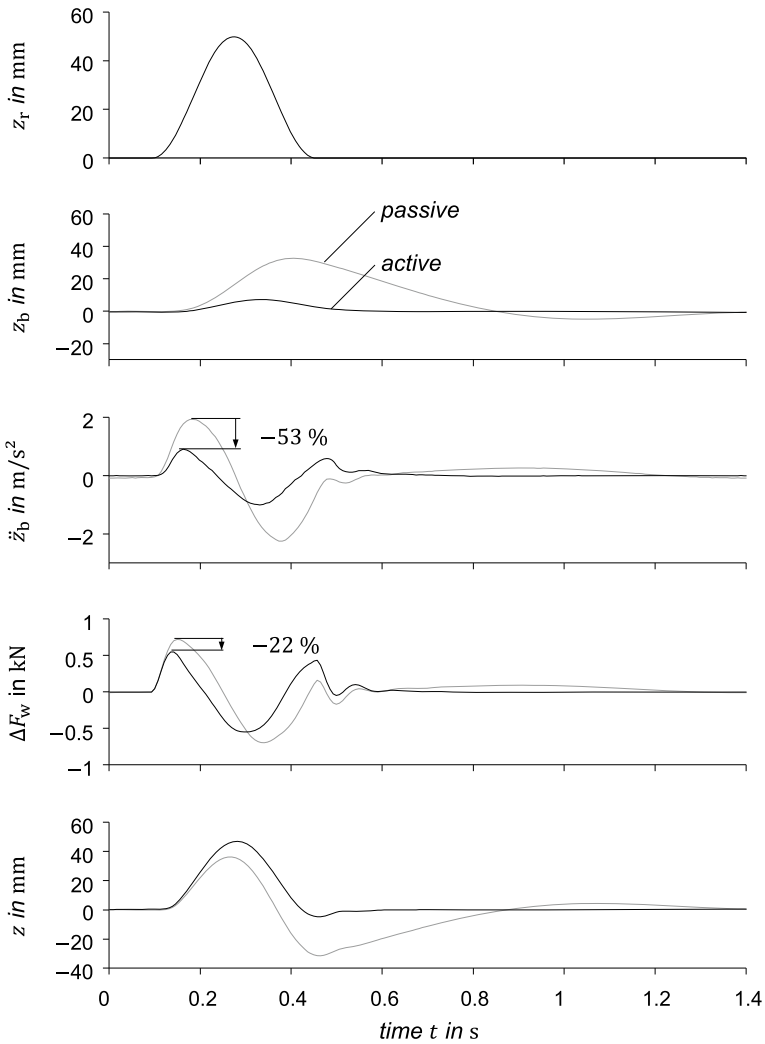 60
40
20
0
z_r in mm
60
passive
40
active
20
0
−20
z_b in mm
2
−53 %
0
−2
z̈_b in m/s²
1
0.5
−22 %
0
−0.5
−1
ΔF_w in kN
60
40
20
0
−20
−40
z in mm
0 0.2 0.4 0.6 0.8 1 1.2 1.4
time t in s